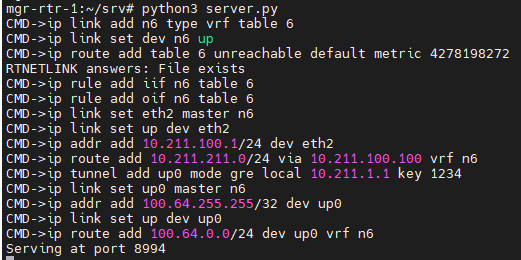 mgr-rtr-1:~/srv# python3 server.py
CMD->ip link add n6 type vrf table 6
CMD->ip link set dev n6 up
CMD->ip route add table 6 unreachable default metric 4278198272
RTNETLINK answers: File exists
CMD->ip rule add iif n6 table 6
CMD->ip rule add oif n6 table 6
CMD->ip link set eth2 master n6
CMD->ip link set up dev eth2
CMD->ip addr add 10.211.100.1/24 dev eth2
CMD->ip route add 10.211.211.0/24 via 10.211.100.100 vrf n6
CMD->ip tunnel add up0 mode gre local 10.211.1.1 key 1234
CMD->ip link set up0 master n6
CMD->ip addr add 100.64.255.255/32 dev up0
CMD->ip link set up dev up0
CMD->ip route add 100.64.0.0/24 dev up0 vrf n6
Serving at port 8994